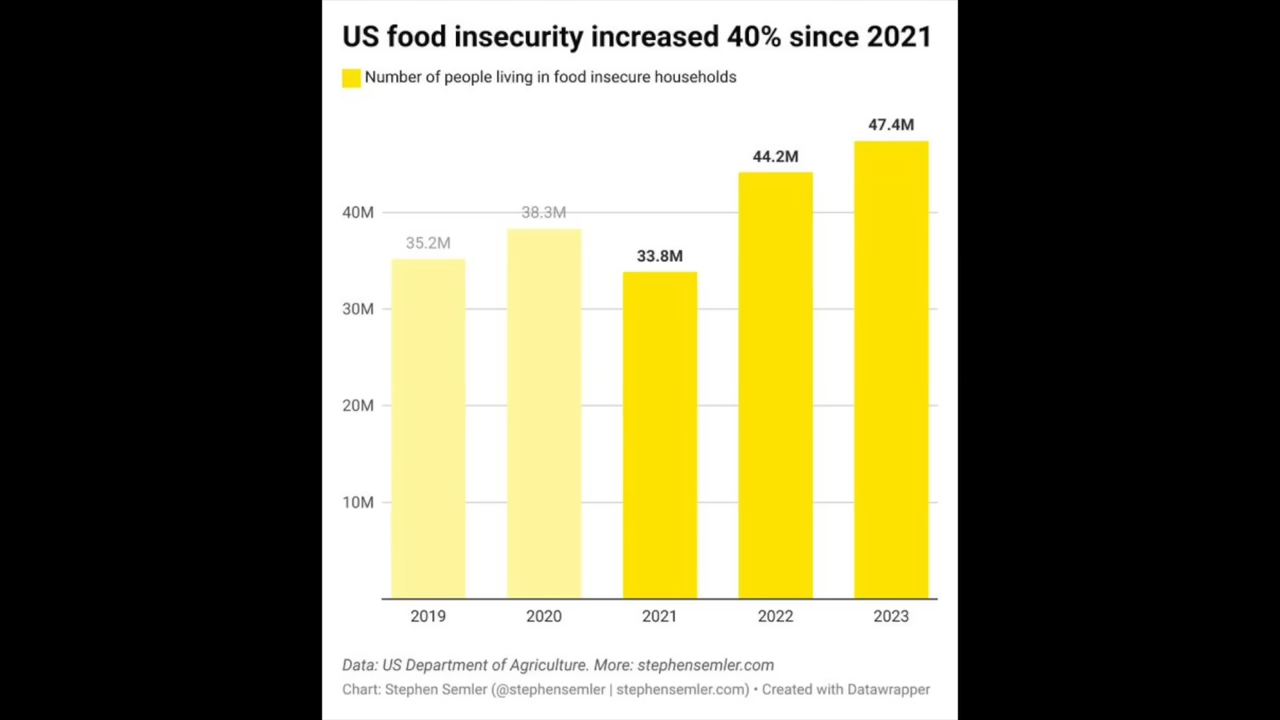 US food insecurity increased 40% since 2021
Number of people living in food insecure households
47.4M
44.2M
40M
38.3M
35.2M
33.8M
30M
20M
10M
2019 2020 2021 2022 2023
Data: US Department of Agriculture. More: stephensemler.com
Chart: Stephen Semler (@stephensemler | stephensemler.com) • Created with Datawrapper